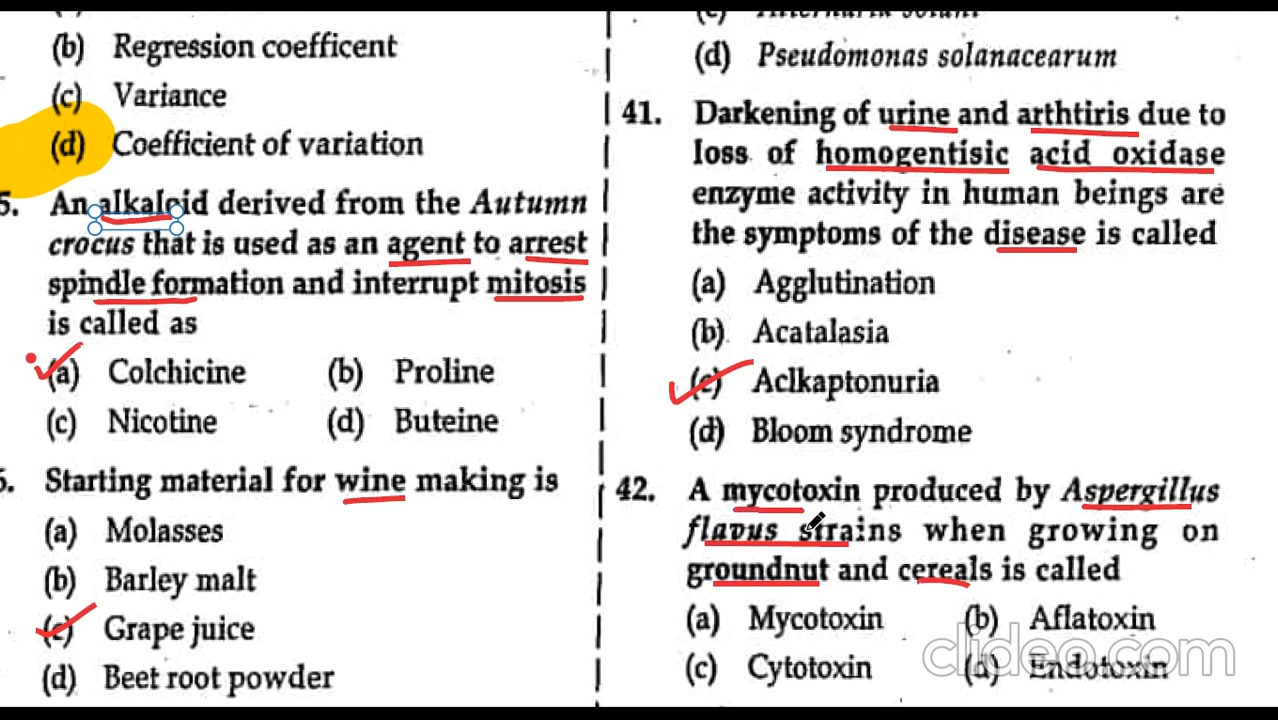 (b) Regression coefficent
(c) Variance
(d) Coefficient of variation
5. An alkaloid derived from the Autumn
crocus that is used as an agent to arrest
spindle formation and interrupt mitosis
is called as
(a) Colchicine (b) Proline
(c) Nicotine (d) Buteine
5. Starting material for wine making is
(a) Molasses
(b) Barley malt
(c) Grape juice
(d) Beet root powder
(d) Pseudomonas solanacearum
41. Darkening of urine and arthtiris due to
loss of homogentisic acid oxidase
enzyme activity in human beings are
the symptoms of the disease is called
(a) Agglutination
(b) Acatalasia
(c) Aclkaptonuria
(d) Bloom syndrome
42. A mycotoxin produced by Aspergillus
flavus strains when growing on
groundnut and cereals is called
(a) Mycotoxin (b) Aflatoxin
(c) Cytotoxin (d) Endotoxin
clideo.com